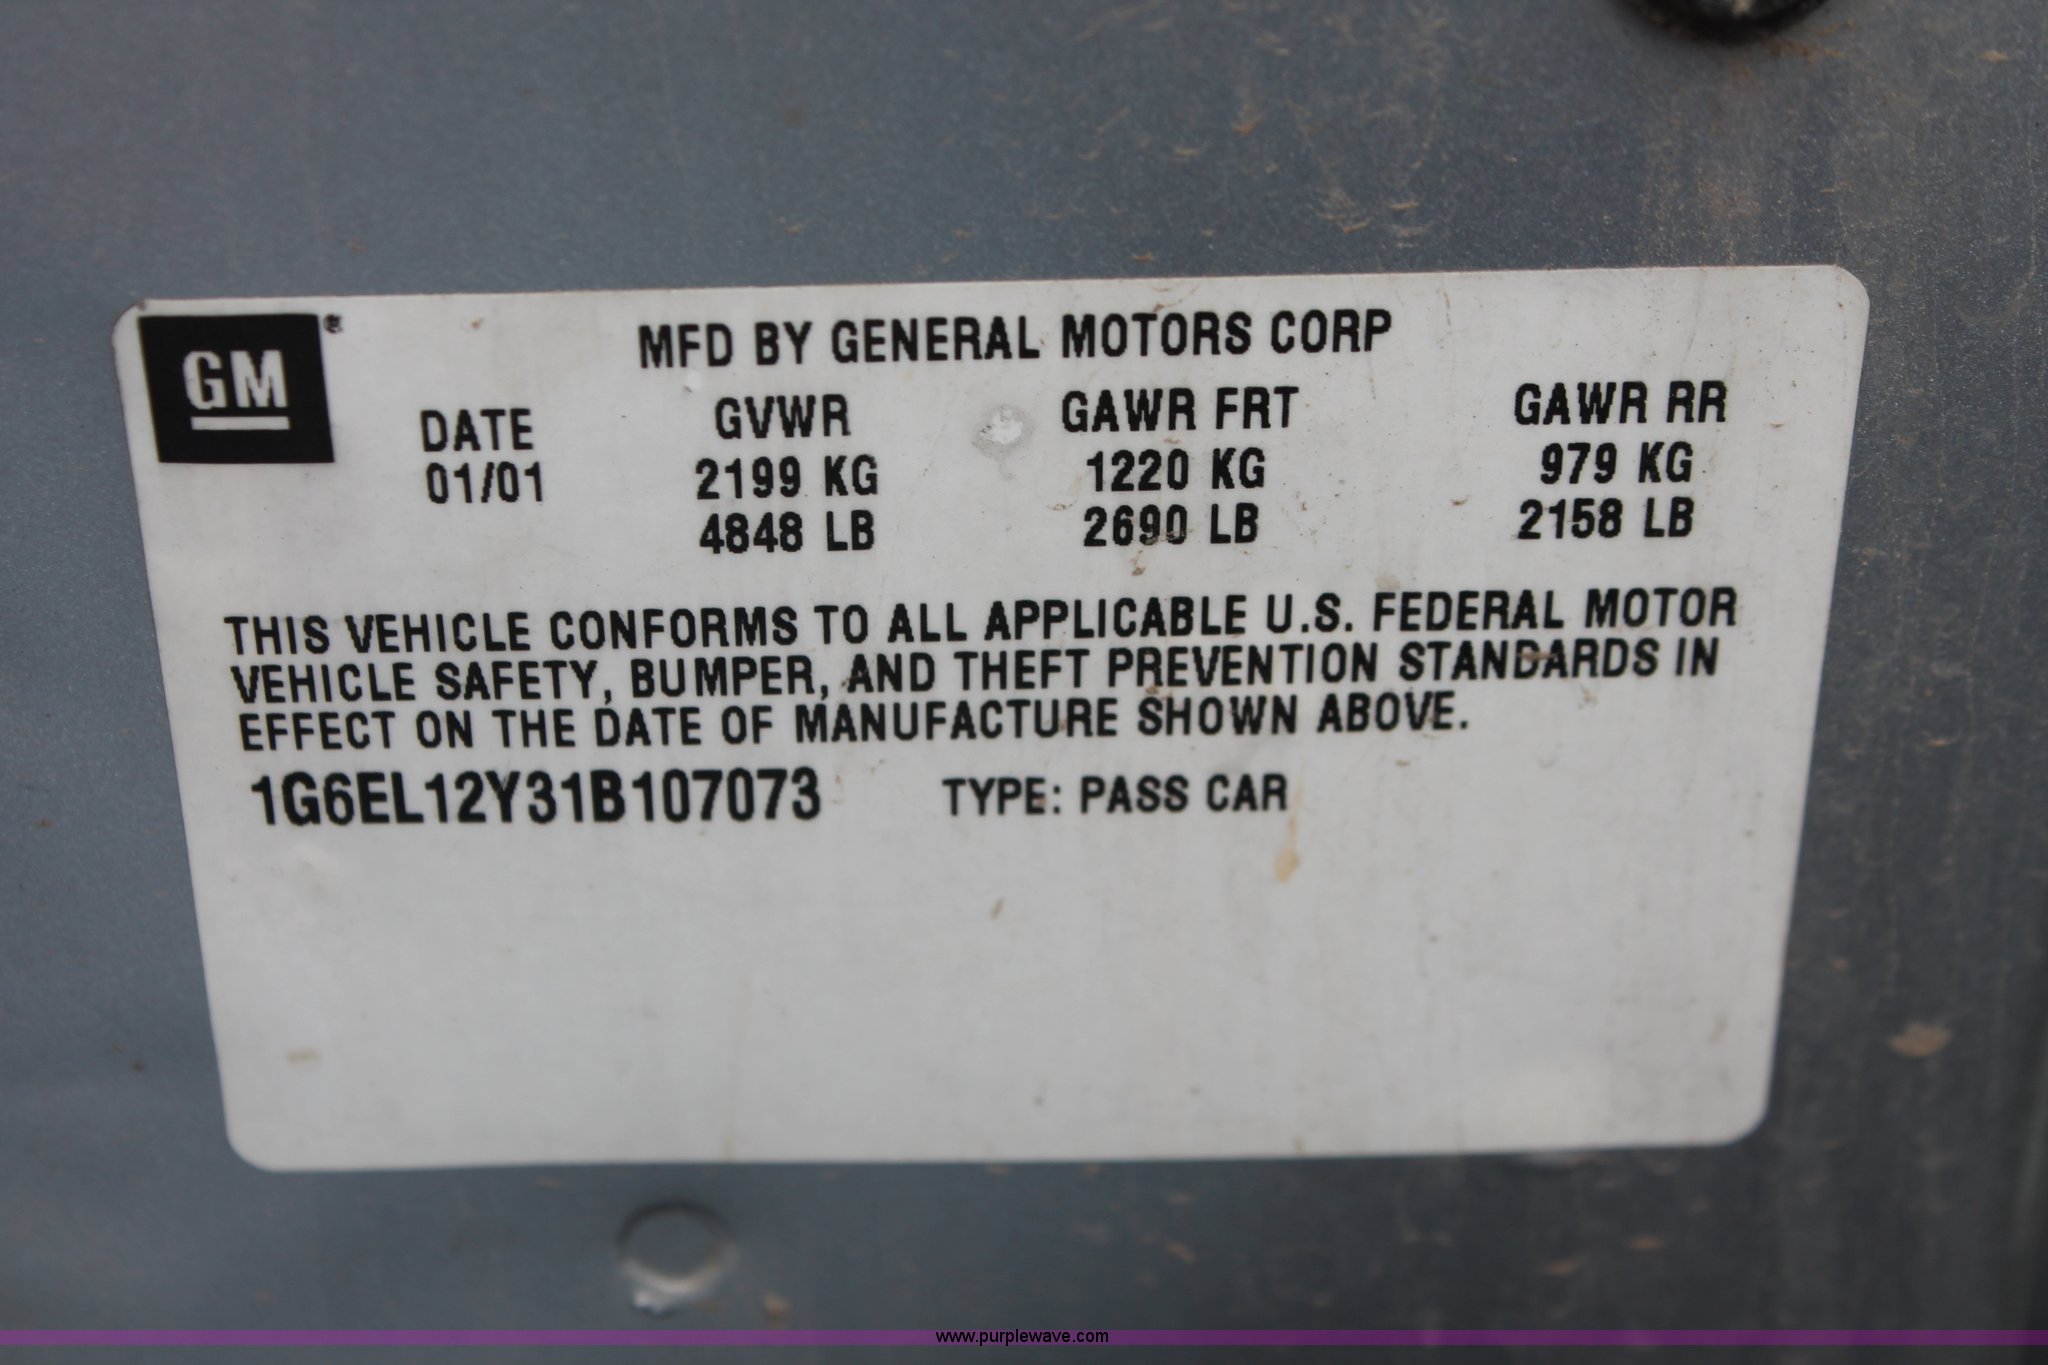 GM®
MFD BY GENERAL MOTORS CORP
DATE GVWR GAWR FRT GAWR RR
01/01 2199 KG 1220 KG 979 KG
4848 LB 2690 LB 2158 LB
THIS VEHICLE CONFORMS TO ALL APPLICABLE U.S. FEDERAL MOTOR
VEHICLE SAFETY, BUMPER, AND THEFT PREVENTION STANDARDS IN
EFFECT ON THE DATE OF MANUFACTURE SHOWN ABOVE.
1G6EL12Y31B107073 TYPE: PASS CAR
www.purplewave.com